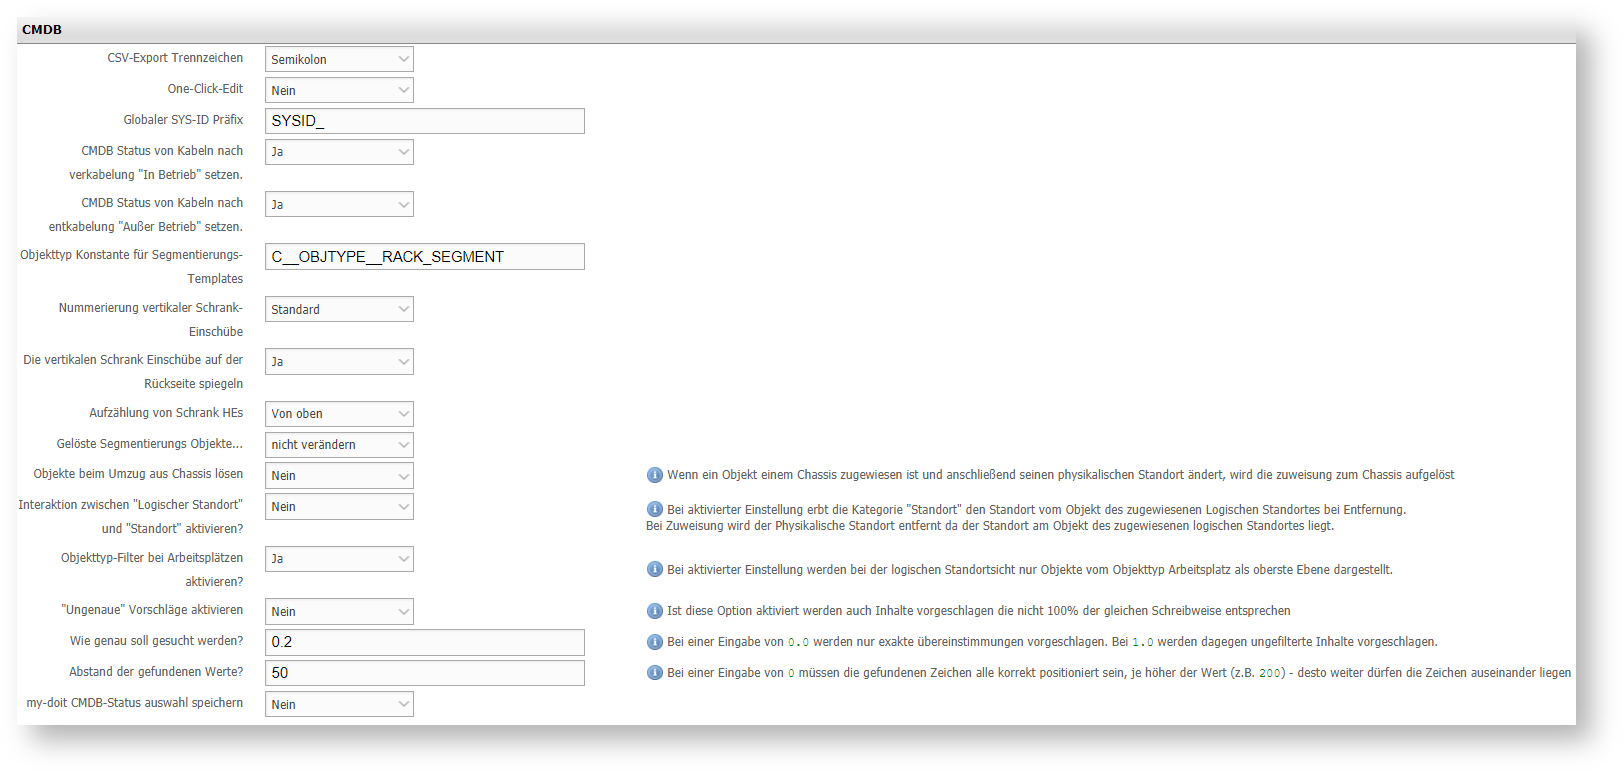 CMDB
CSV-Export Trennzeichen Semikolon
One-Click-Edit Nein
Globaler SYS-ID Präfix SYSID_
CMDB Status von Kabeln nach Ja
verkabelung "In Betrieb" setzen.
CMDB Status von Kabeln nach Ja
entkabelung "Außer Betrieb" setzen.
Objekttyp Konstante für Segmentierungs- C__OBJTYPE__RACK_SEGMENT
Templates
Nummerierung vertikaler Schrank- Standard
Einschübe
Die vertikalen Schrank Einschübe auf der Ja
Rückseite spiegeln
Aufzählung von Schrank HEs Von oben
Gelöste Segmentierungs Objekte... nicht verändern
Objekte beim Umzug aus Chassis lösen Nein Wenn ein Objekt einem Chassis zugewiesen ist und anschließend seinen physikalischen Standort ändert, wird die zuweisung zum Chassis aufgelöst
Interaktion zwischen "Logischer Standort" Nein Bei aktivierter Einstellung erbt die Kategorie "Standort" den Standort vom Objekt des zugewiesenen Logischen Standortes bei Entfernung.
und "Standort" aktivieren? Bei Zuweisung wird der Physikalische Standort entfernt da der Standort am Objekt des zugewiesenen logischen Standortes liegt.
Objekttyp-Filter bei Arbeitsplätzen Ja
aktivieren? Bei aktivierter Einstellung werden bei der logischen Standortsicht nur Objekte vom Objekttyp Arbeitsplatz als oberste Ebene dargestellt.
"Ungenaue" Vorschläge aktivieren Nein Ist diese Option aktiviert werden auch Inhalte vorgeschlagen die nicht 100% der gleichen Schreibweise entsprechen
Wie genau soll gesucht werden? 0.2 Bei einer Eingabe von 0.0 werden nur exakte übereinstimmungen vorgeschlagen. Bei 1.0 werden dagegen ungefilterte Inhalte vorgeschlagen.
Abstand der gefundenen Werte? 50 Bei einer Eingabe von 0 müssen die gefundenen Zeichen alle korrekt positioniert sein, je höher der Wert (z.B. 200) - desto weiter dürfen die Zeichen auseinander liegen
my-doit CMDB-Status auswahl speichern Nein